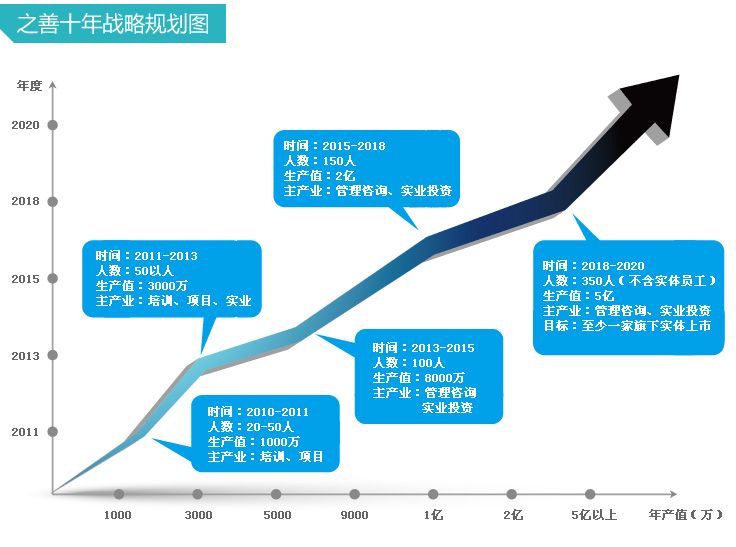 之善十年战略规划图
年度
2020
2018
2015
2013
2011
时间：2015-2018
人数：150人
生产值：2亿
主产业：管理咨询、实业投资
时间：2011-2013
人数：50以人
生产值：3000万
主产业：培训、项目、实业
时间：2018-2020
人数：350人（不含实体员工）
生产值：5亿
主产业：管理咨询、实业投资
目标：至少一家旗下实体上市
时间：2013-2015
人数：100人
生产值：8000万
主产业：管理咨询
实业投资
时间：2010-2011
人数：20-50人
生产值：1000万
主产业：培训、项目
1000
3000
5000
9000
1亿
2亿
5亿以上
年产值（万）